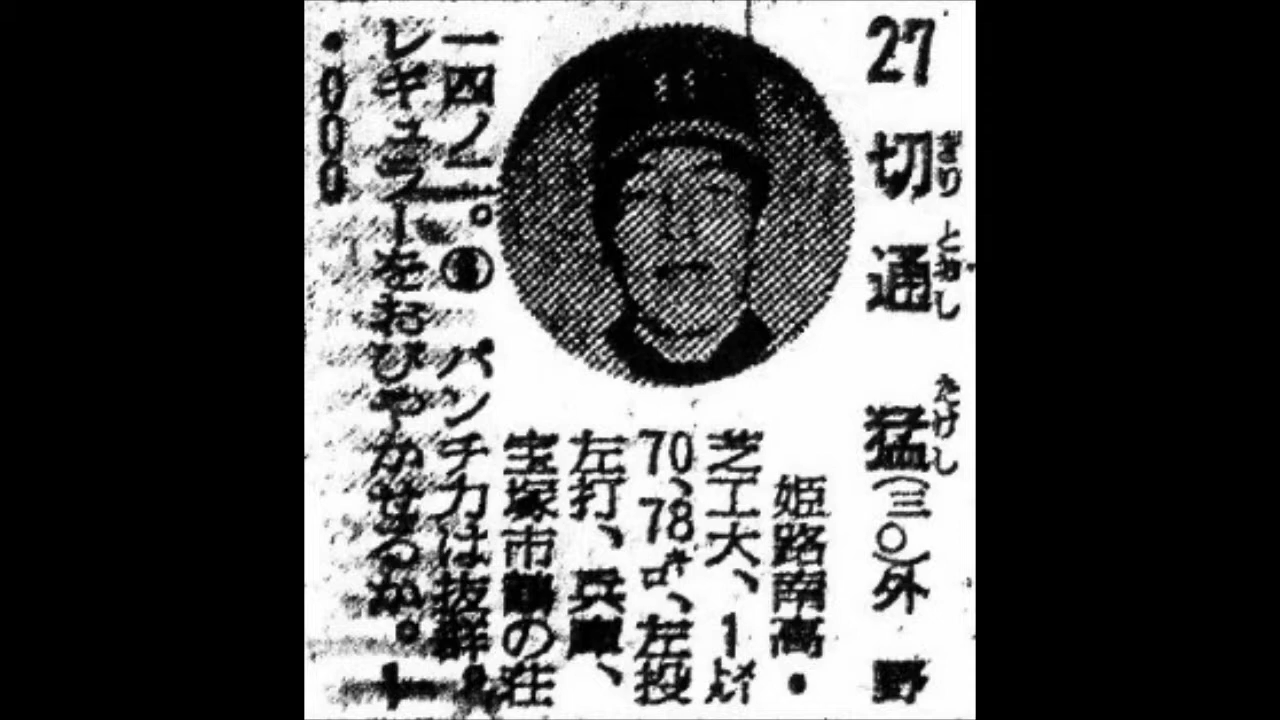 27 切通 猛(三〇)外野
ぎりとおし たけし
姫路南高・
芝工大、1メートル
70、78キロ、左投
左打、兵庫、
宝塚市鶴の荘
一四ノ二。パンチ力は抜群。
レギュラーをおびやかせるか。
・000